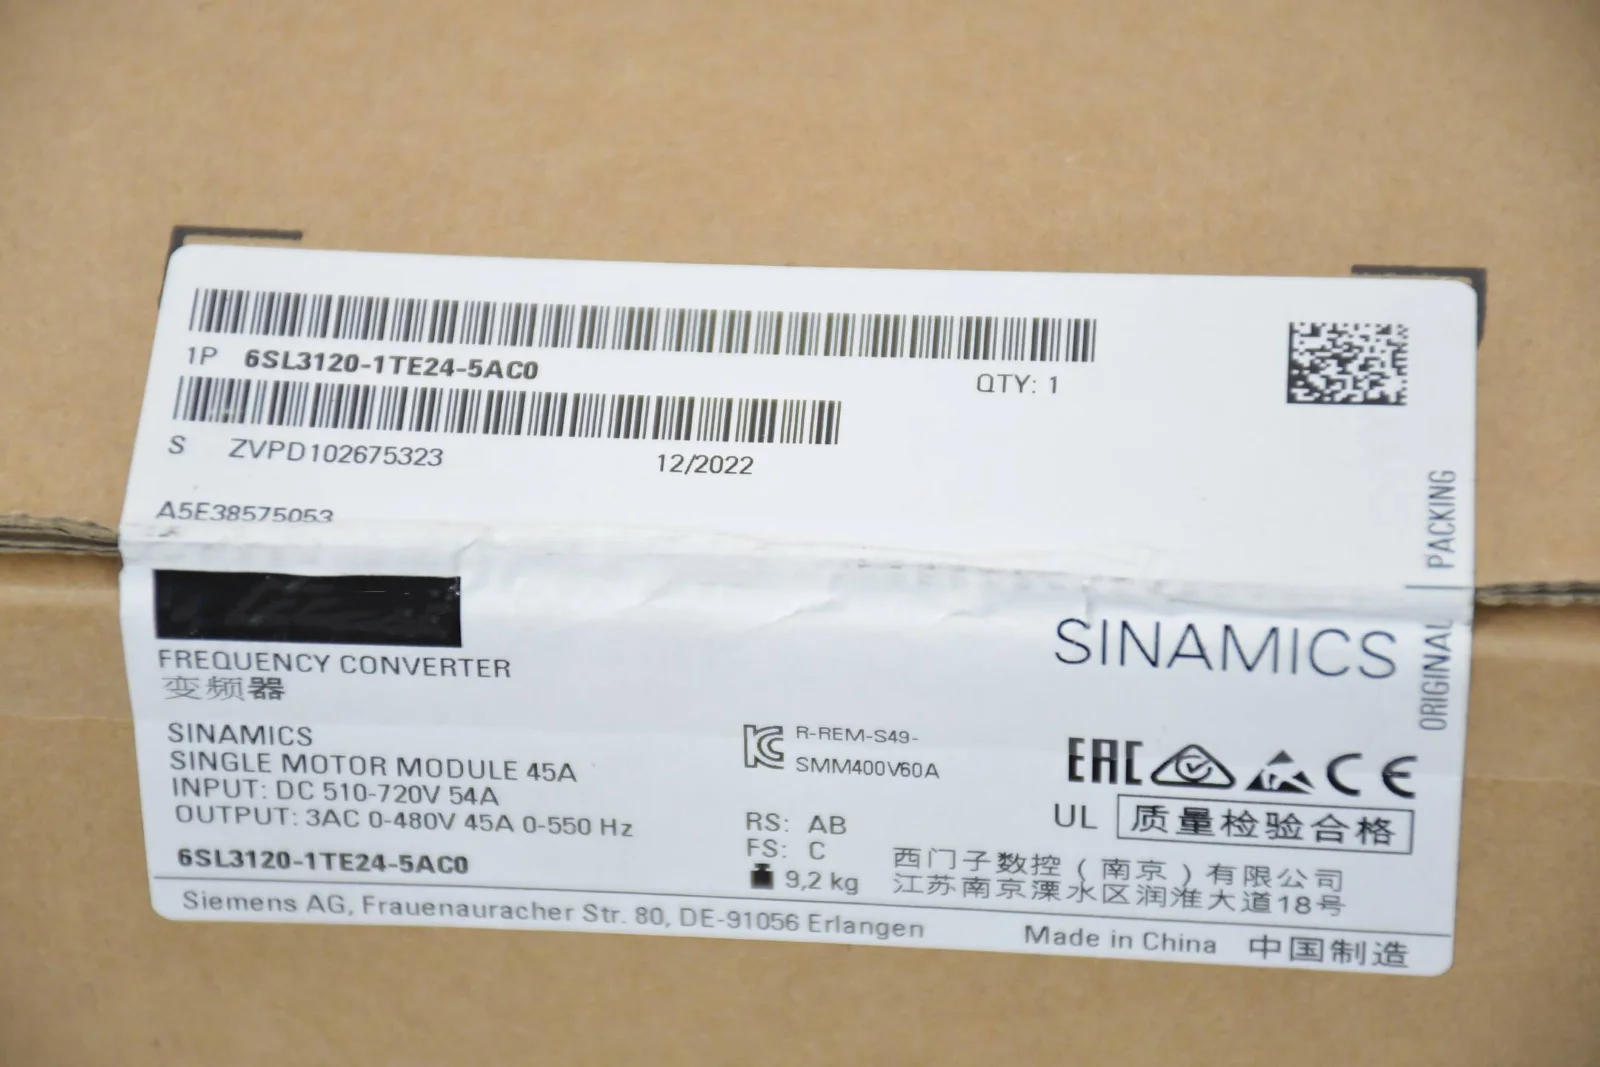 1P 6SL3120-1TE24-5AC0
QTY: 1
S ZVPD102675323
12/2022
A5E38575053
ORIGINAL PACKING
FREQUENCY CONVERTER
变频器
SINAMICS
SINAMICS
SINGLE MOTOR MODULE 45A
INPUT: DC 510-720V 54A
OUTPUT: 3AC 0-480V 45A 0-550 Hz
6SL3120-1TE24-5AC0
R-REM-S49-
SMM400V60A
RS: AB
FS: C
9,2 kg
EAC CE
UL 质量检验合格
西门子数控（南京）有限公司
江苏南京溧水区润淮大道18号
Siemens AG, Frauenauracher Str. 80, DE-91056 Erlangen
Made in China 中国制造